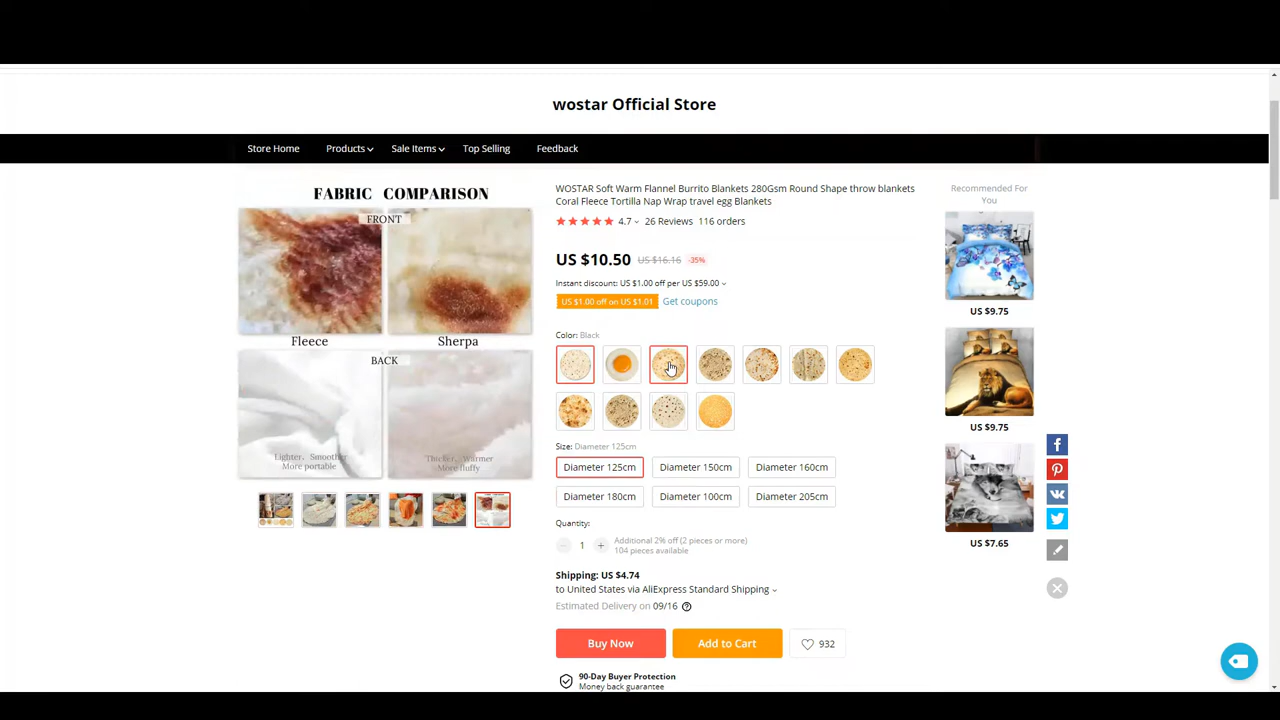 wostar Official Store
Store Home Products Sale Items Top Selling Feedback
FABRIC COMPARISON
FRONT
Fleece Sherpa
BACK
Lighter, Smoother
More portable
Thicker, Warmer
More fluffy
WOSTAR Soft Warm Flannel Burrito Blankets 280Gsm Round Shape throw blankets
Coral Fleece Tortilla Nap Wrap travel egg Blankets
4.7 26 Reviews 116 orders
US $10.50 US $16.16 -35%
Instant discount: US $1.00 off per US $59.00
US $1.00 off on US $1.01 Get coupons
Color: Black
Size: Diameter 125cm
Diameter 125cm Diameter 150cm Diameter 160cm
Diameter 180cm Diameter 100cm Diameter 205cm
Quantity:
1
Additional 2% off (2 pieces or more)
104 pieces available
Shipping: US $4.74
to United States via AliExpress Standard Shipping
Estimated Delivery on 09/16
Buy Now Add to Cart 932
90-Day Buyer Protection
Money back guarantee
Recommended For
You
US $9.75
US $9.75
US $7.65